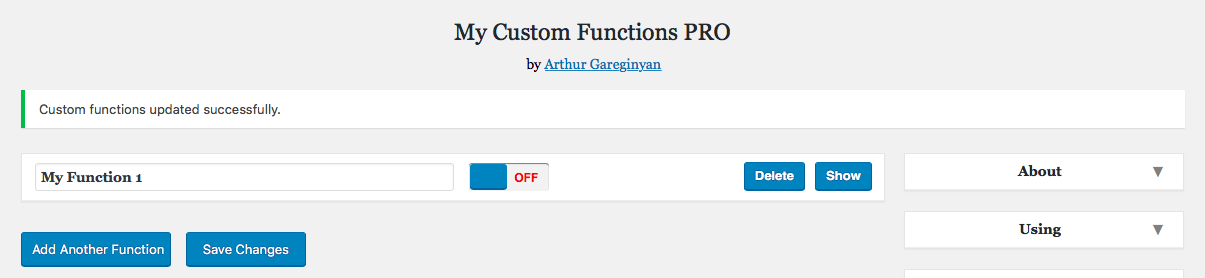 My Custom Functions PRO
by Arthur Gareginyan
Custom functions updated successfully.
My Function 1 OFF Delete Show
About ▼
Using ▼
Add Another Function Save Changes